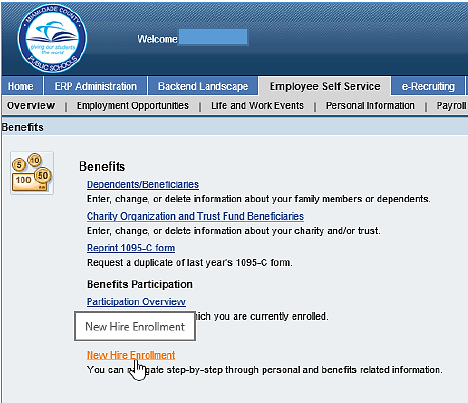 MIAMI-DADE COUNTY
giving our students
the world
PUBLIC SCHOOLS
Welcome
Home ERP Administration Backend Landscape Employee Self Service e-Recruiting
Overview | Employment Opportunities | Life and Work Events | Personal Information | Payroll
Benefits
5 10
100 50
Benefits
Dependents/Beneficiaries
Enter, change, or delete information about your family members or dependents.
Charity Organization and Trust Fund Beneficiaries
Enter, change, or delete information about your charity and/or trust.
Reprint 1095-C form
Request a duplicate of last year's 1095-C form.
Benefits Participation
Participation Overview
which you are currently enrolled.
New Hire Enrollment
New Hire Enrollment
You can navigate step-by-step through personal and benefits related information.